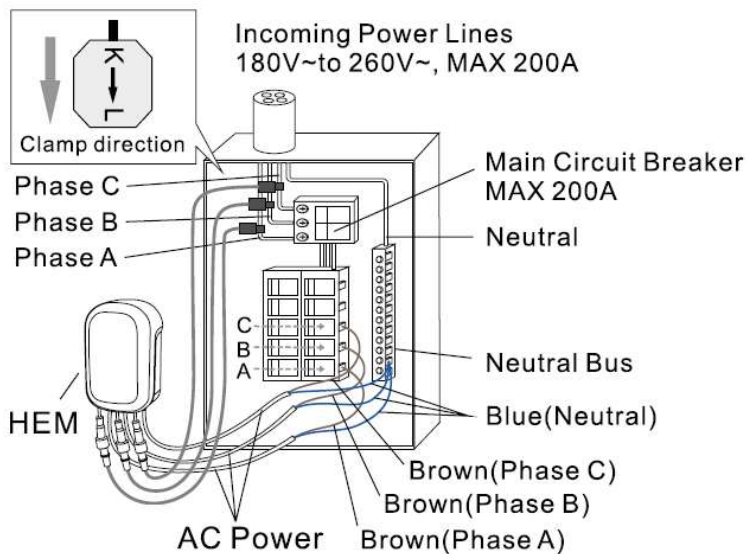 K
L
Clamp direction
Incoming Power Lines
180V~to 260V~, MAX 200A
Phase C
Phase B
Phase A
Main Circuit Breaker
MAX 200A
Neutral
C
B
A
Neutral Bus
HEM
Blue(Neutral)
Brown(Phase C)
Brown(Phase B)
AC Power
Brown(Phase A)